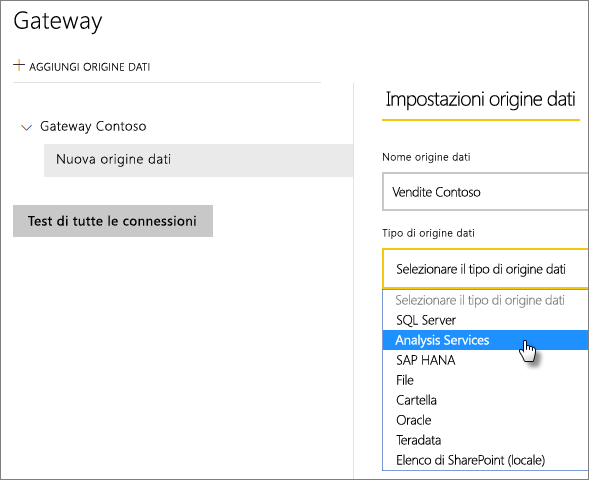 Gateway
AGGIUNGI ORIGINE DATI
Gateway Contoso
Nuova origine dati
Test di tutte le connessioni
Impostazioni origine dati
Nome origine dati
Vendite Contoso
Tipo di origine dati
Selezionare il tipo di origine dati
Selezionare il tipo di origine dati
SQL Server
Analysis Services
SAP HANA
File
Cartella
Oracle
Teradata
Elenco di SharePoint (locale)